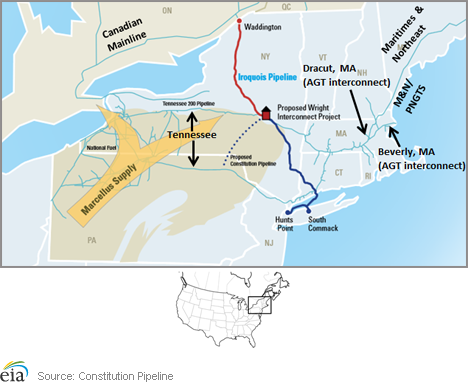 ON
QC
Canadian
Mainline
Waddington
NY
VT
NH
ME
Maritimes &
Northeast
Iroquois Pipeline
Dracut, MA
(AGT interconnect)
M&N/
PNGTS
Tennessee 200 Pipeline
Proposed Wright
Interconnect Project
Tennessee
National Fuel
Proposed
Constitution Pipeline
MA
Beverly, MA
(AGT interconnect)
CT
RI
Marcellus Supply
Hunts
Point
South
Commack
PA
NJ
eia
Source: Constitution Pipeline